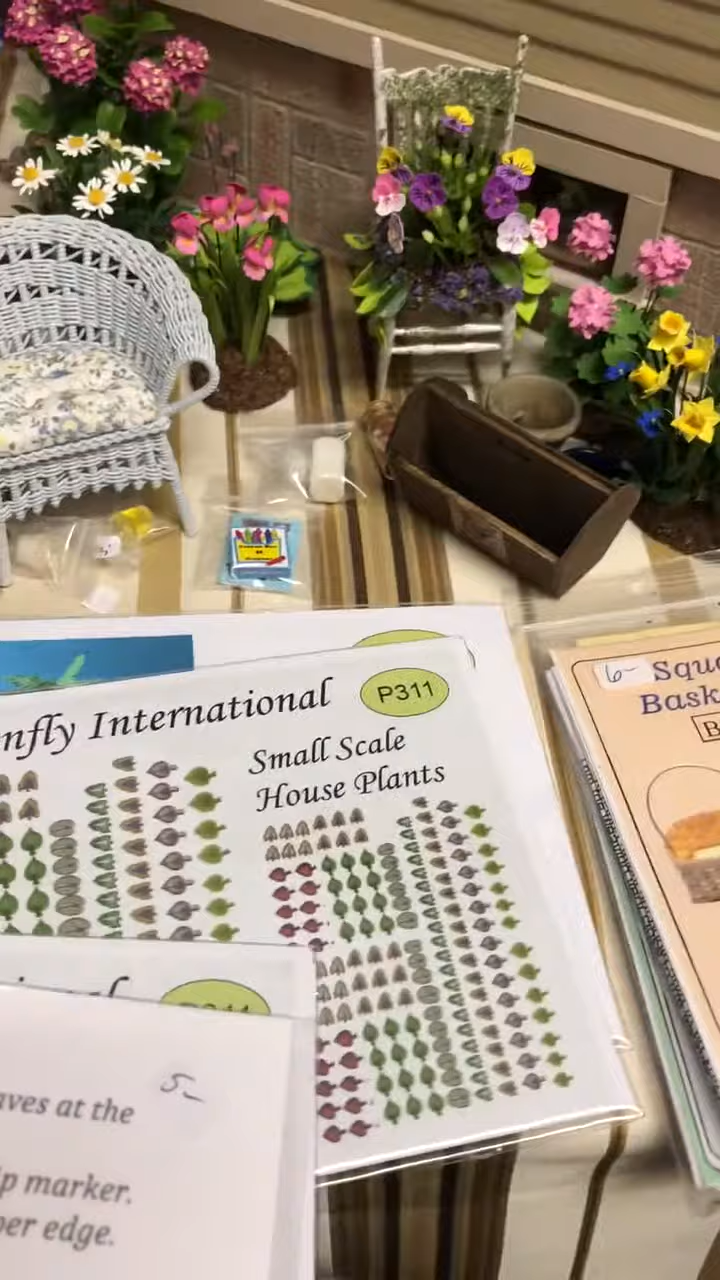 nfly International
P311
Small Scale
House Plants
6-
Squ
Bask
B
5-
aves at the
p marker.
per edge.